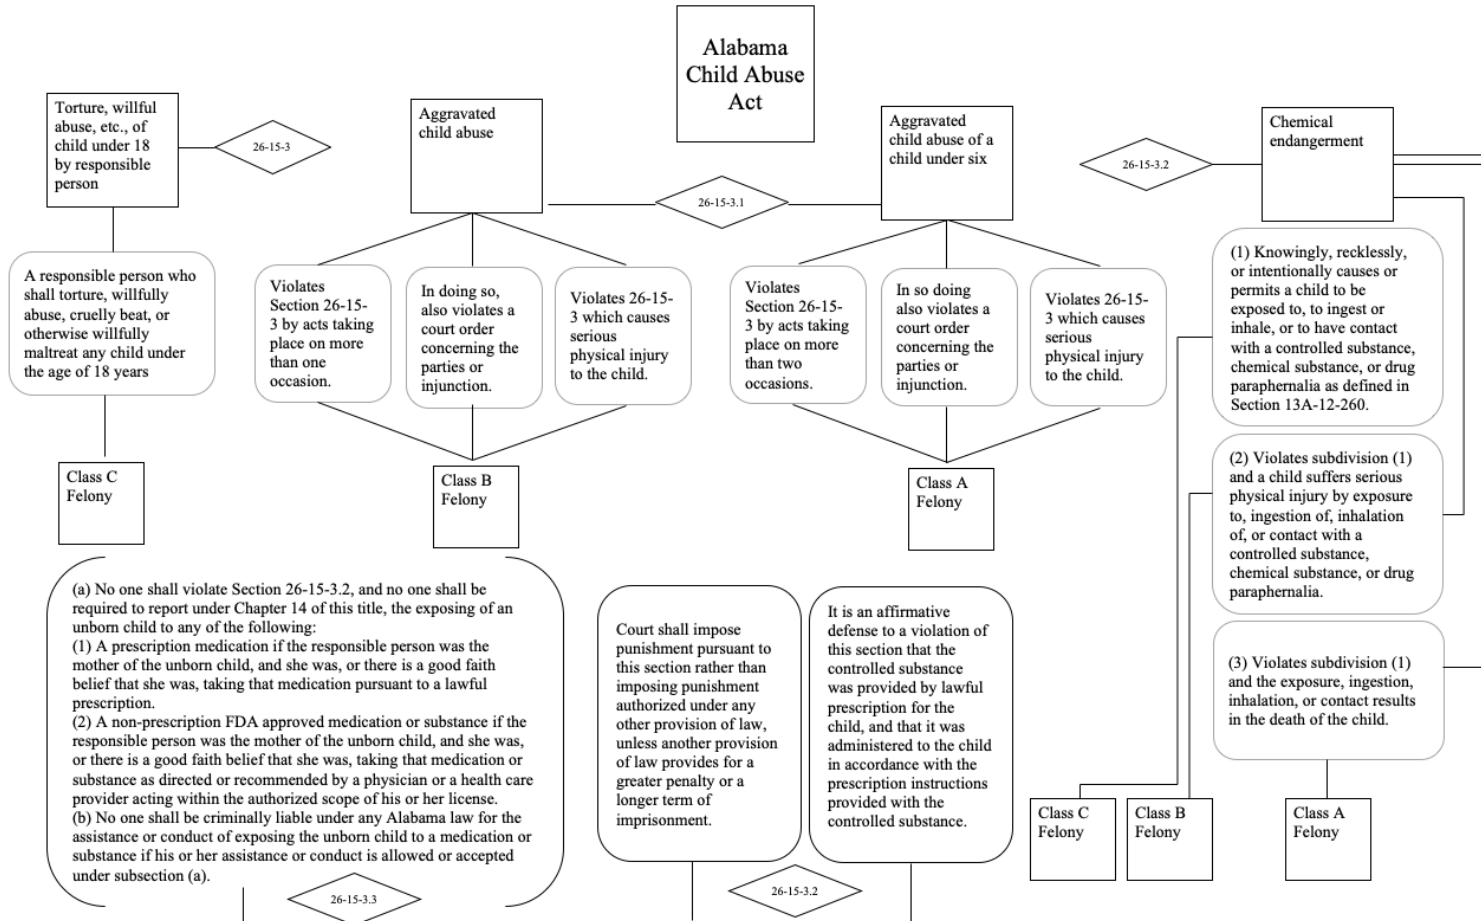 Alabama
Child Abuse
Act
Torture, willful
abuse, etc., of
child under 18
by responsible
person
26-15-3
A responsible person who
shall torture, willfully
abuse, cruelly beat, or
otherwise willfully
maltreat any child under
the age of 18 years
Class C
Felony
Aggravated
child abuse
26-15-3.1
Violates
Section 26-15-
3 by acts taking
place on more
than one
occasion.
In doing so,
also violates a
court order
concerning the
parties or
injunction.
Violates 26-15-
3 which causes
serious
physical injury
to the child.
Class B
Felony
Aggravated
child abuse of a
child under six
Violates
Section 26-15-
3 by acts taking
place on more
than two
occasions.
In so doing
also violates a
court order
concerning the
parties or
injunction.
Violates 26-15-
3 which causes
serious
physical injury
to the child.
Class A
Felony
26-15-3.2
Chemical
endangerment
(1) Knowingly, recklessly,
or intentionally causes or
permits a child to be
exposed to, to ingest or
inhale, or to have contact
with a controlled substance,
chemical substance, or drug
paraphernalia as defined in
Section 13A-12-260.
(2) Violates subdivision (1)
and a child suffers serious
physical injury by exposure
to, ingestion of, inhalation
of, or contact with a
controlled substance,
chemical substance, or drug
paraphernalia.
(3) Violates subdivision (1)
and the exposure, ingestion,
inhalation, or contact results
in the death of the child.
Class C
Felony
Class B
Felony
Class A
Felony
(a) No one shall violate Section 26-15-3.2, and no one shall be
required to report under Chapter 14 of this title, the exposing of an
unborn child to any of the following:
(1) A prescription medication if the responsible person was the
mother of the unborn child, and she was, or there is a good faith
belief that she was, taking that medication pursuant to a lawful
prescription.
(2) A non-prescription FDA approved medication or substance if the
responsible person was the mother of the unborn child, and she was,
or there is a good faith belief that she was, taking that medication or
substance as directed or recommended by a physician or a health care
provider acting within the authorized scope of his or her license.
(b) No one shall be criminally liable under any Alabama law for the
assistance or conduct of exposing the unborn child to a medication or
substance if his or her assistance or conduct is allowed or accepted
under subsection (a).
26-15-3.3
Court shall impose
punishment pursuant to
this section rather than
imposing punishment
authorized under any
other provision of law,
unless another provision
of law provides for a
greater penalty or a
longer term of
imprisonment.
It is an affirmative
defense to a violation of
this section that the
controlled substance
was provided by lawful
prescription for the
child, and that it was
administered to the child
in accordance with the
prescription instructions
provided with the
controlled substance.
26-15-3.2